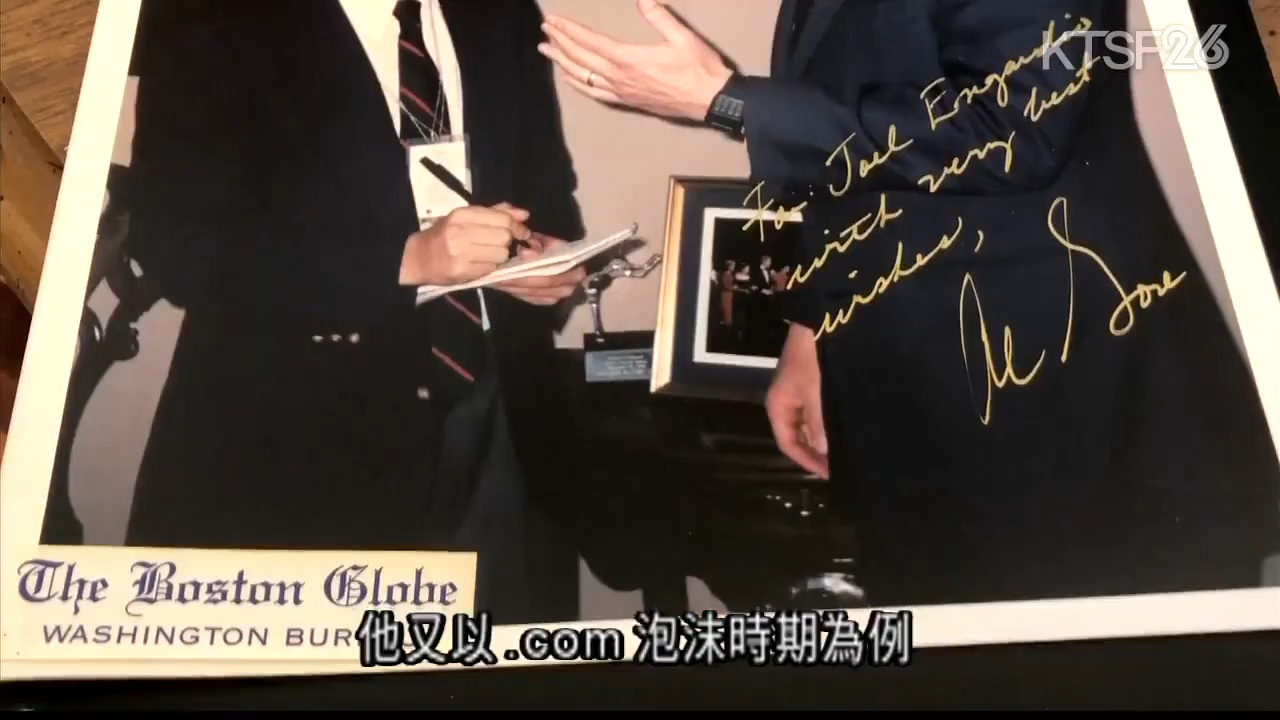 KTSF26
For Joel Engardio
with very best
wishes,
Al Gore
The Boston Globe
WASHINGTON BUR
他又以.com 泡沫時期為例